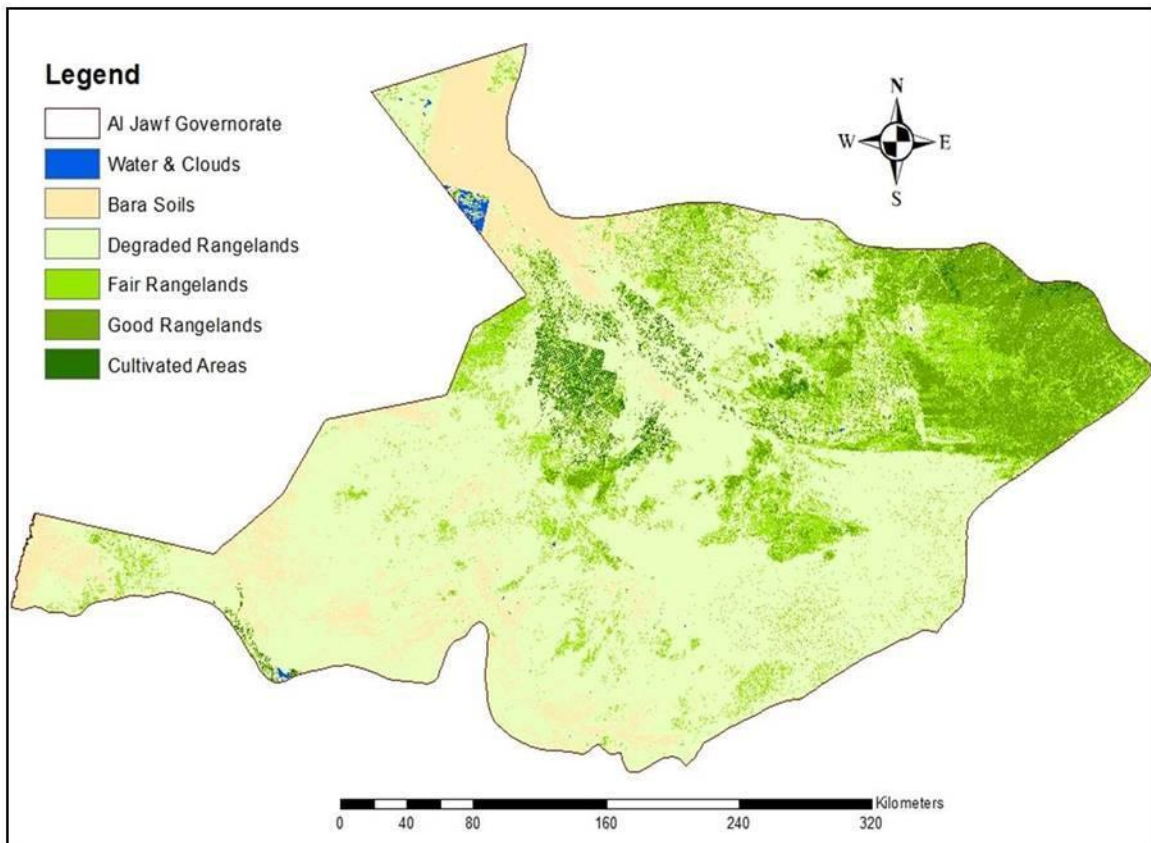 Legend
Al Jawf Governorate
Water & Clouds
Bara Soils
Degraded Rangelands
Fair Rangelands
Good Rangelands
Cultivated Areas
N
W E
S
Kilometers
0 40 80 160 240 320